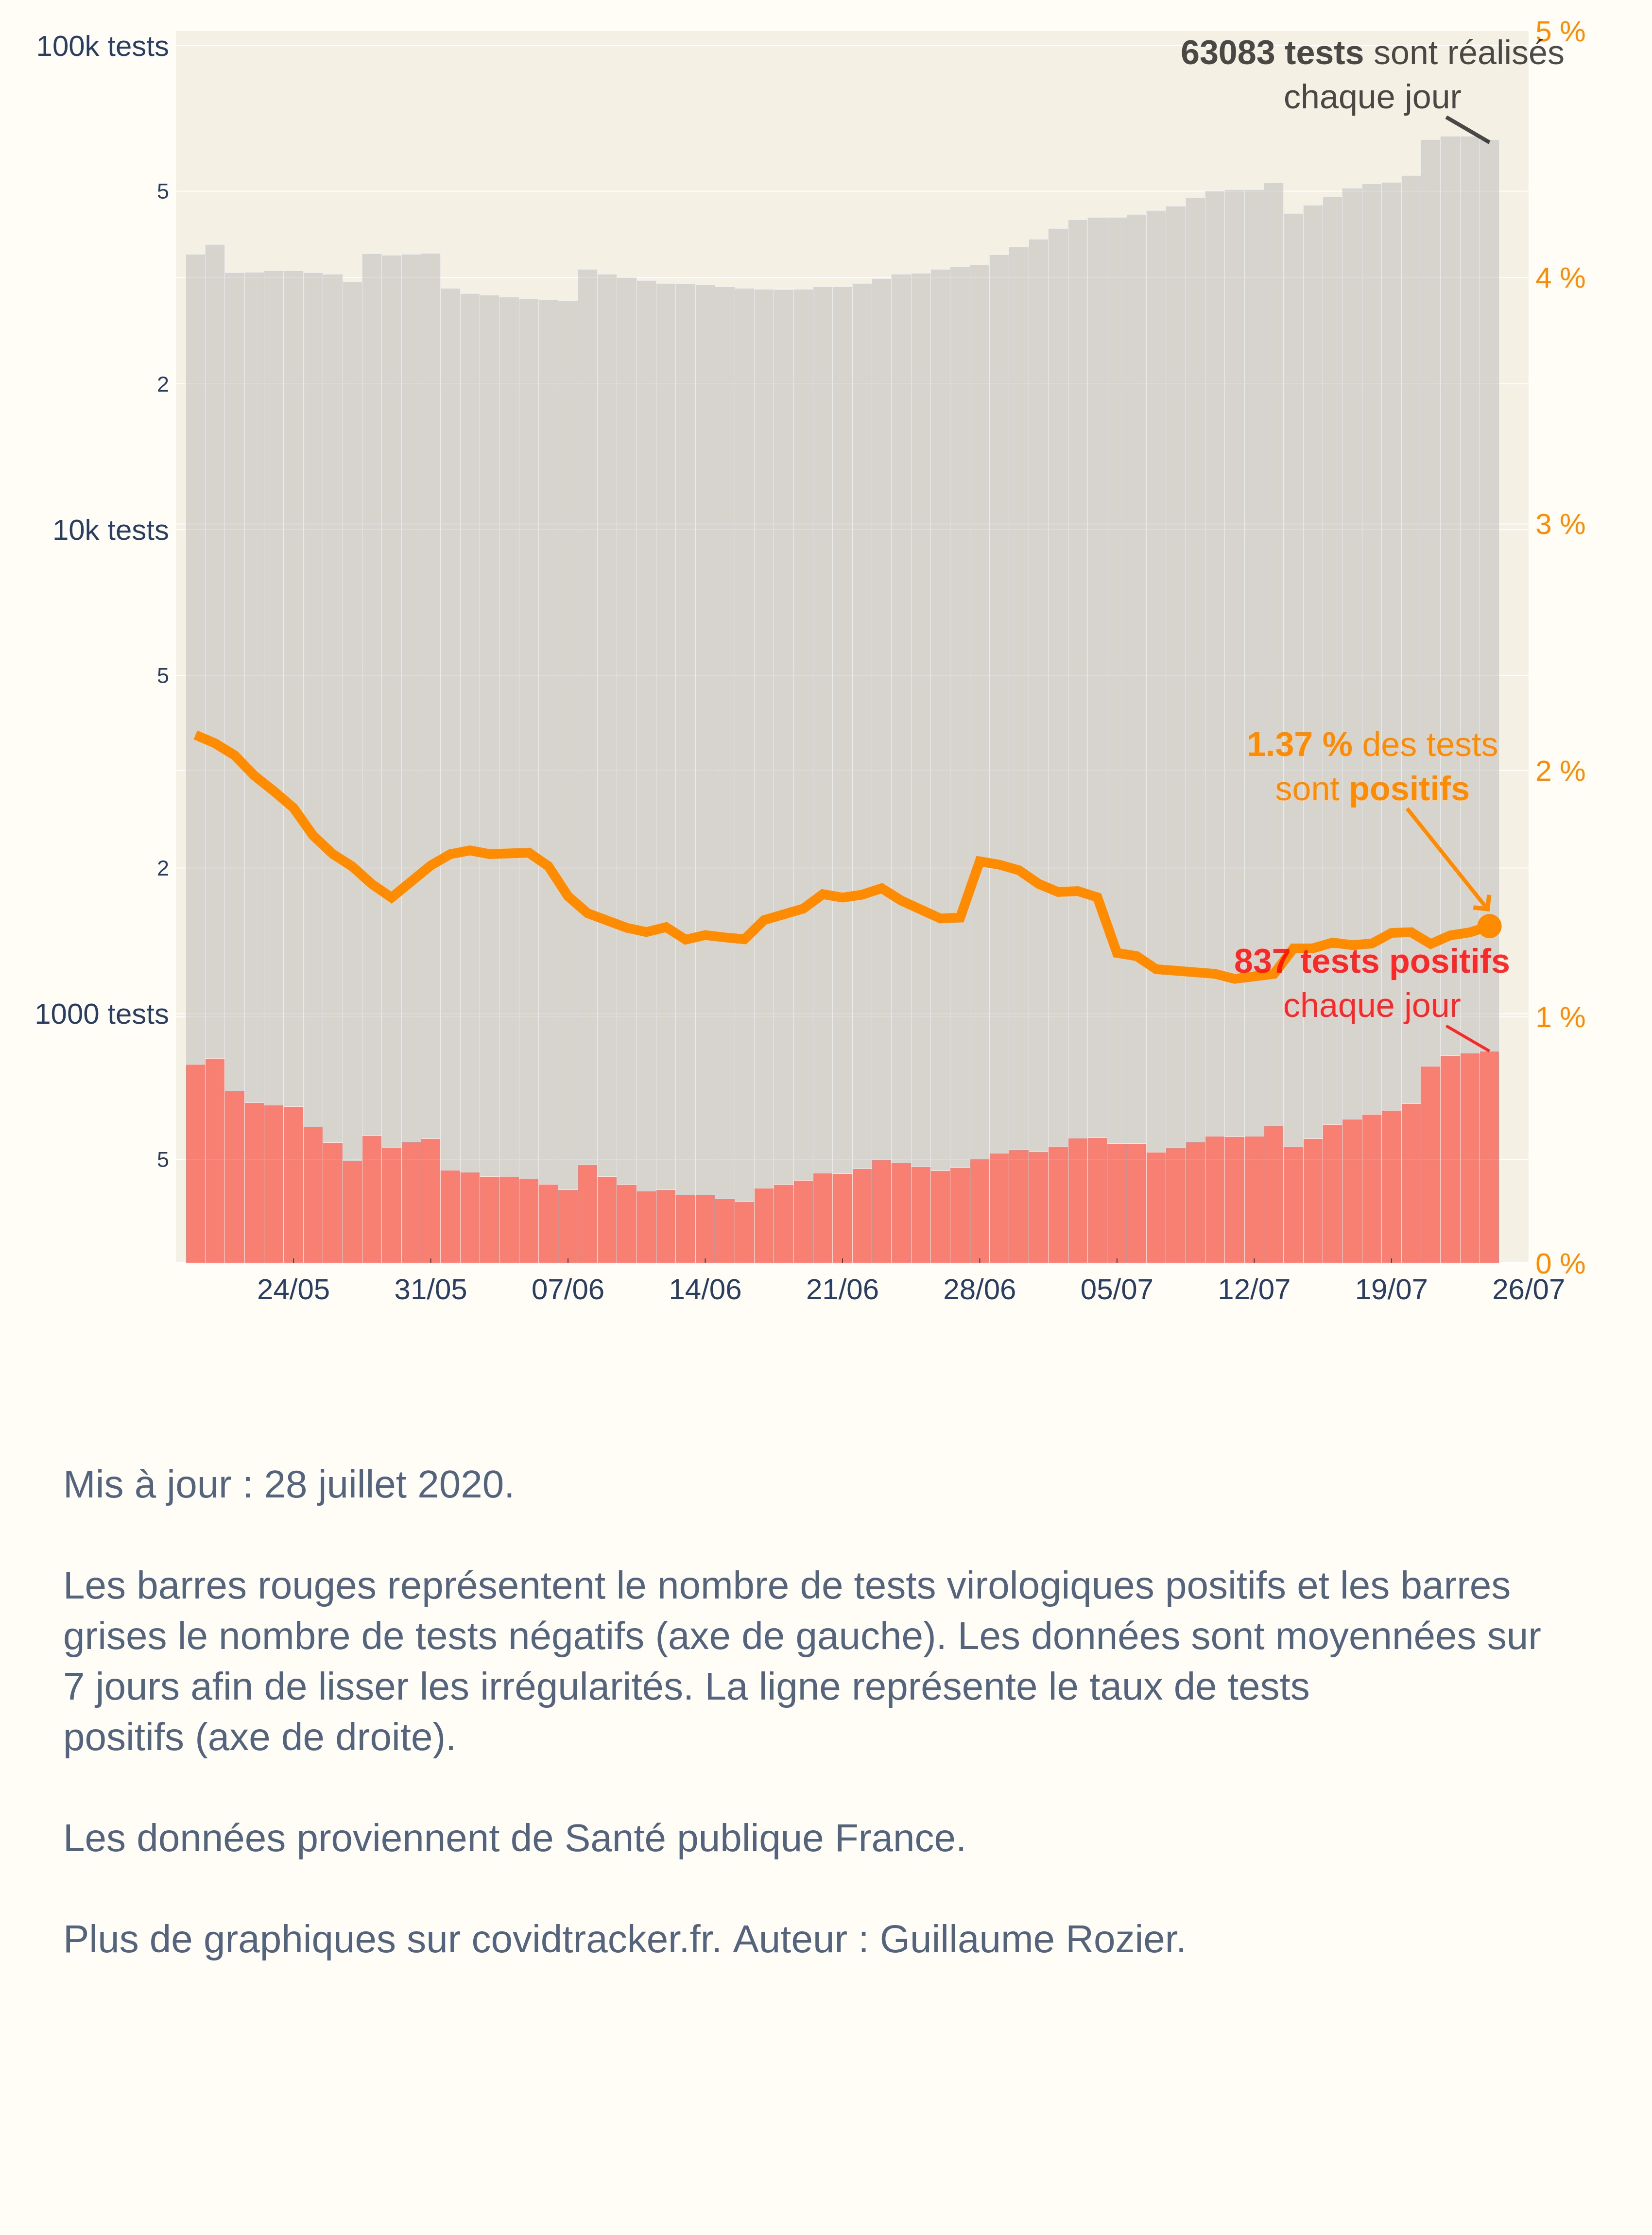 100k tests
5
2
10k tests
5
2
1000 tests
5
5 %
4 %
3 %
2 %
1 %
0 %
63083 tests sont réalisés
chaque jour
1.37 % des tests
sont positifs
837 tests positifs
chaque jour
24/05 31/05 07/06 14/06 21/06 28/06 05/07 12/07 19/07 26/07
Mis à jour : 28 juillet 2020.
Les barres rouges représentent le nombre de tests virologiques positifs et les barres
grises le nombre de tests négatifs (axe de gauche). Les données sont moyennées sur
7 jours afin de lisser les irrégularités. La ligne représente le taux de tests
positifs (axe de droite).
Les données proviennent de Santé publique France.
Plus de graphiques sur covidtracker.fr. Auteur : Guillaume Rozier.